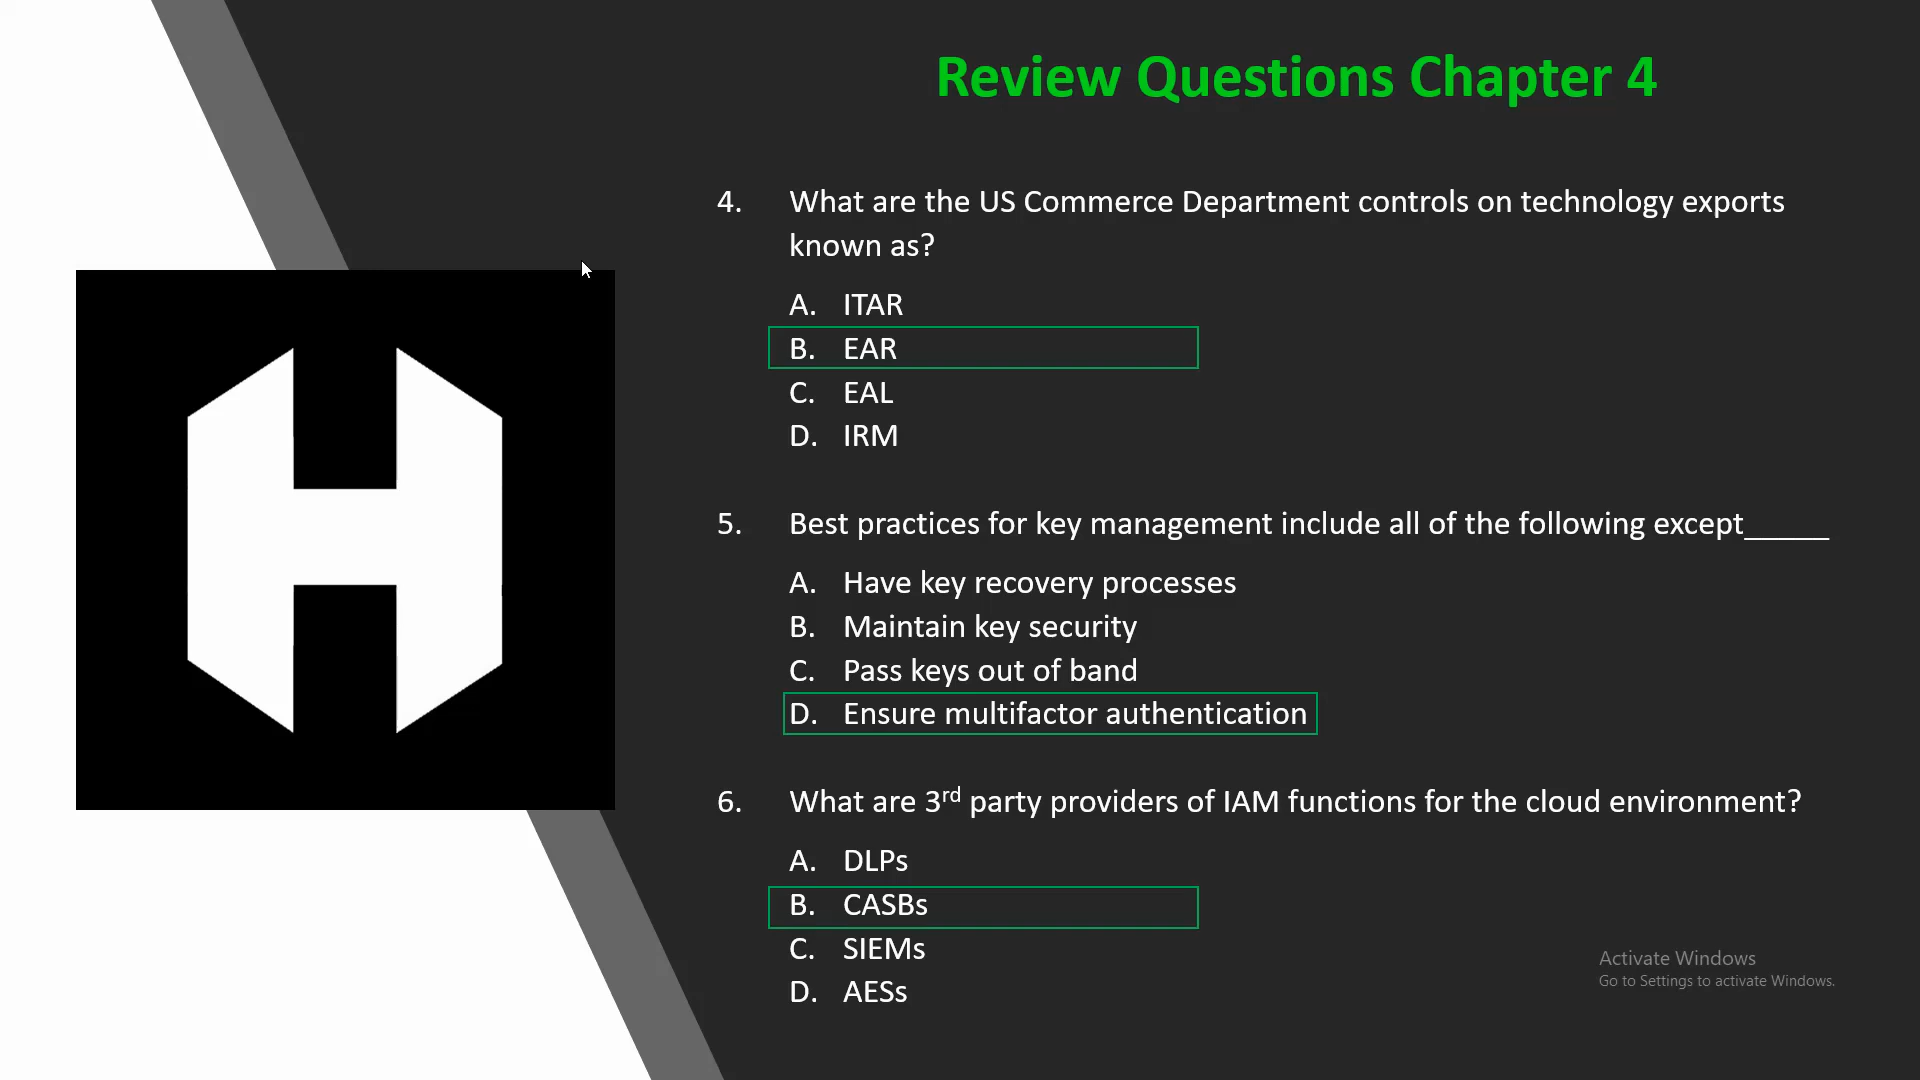 Review Questions Chapter 4
4. What are the US Commerce Department controls on technology exports
known as?
A. ITAR
B. EAR
C. EAL
D. IRM
5. Best practices for key management include all of the following except_____
A. Have key recovery processes
B. Maintain key security
C. Pass keys out of band
D. Ensure multifactor authentication
6. What are 3rd party providers of IAM functions for the cloud environment?
A. DLPs
B. CASBs
C. SIEMs
D. AESs
Activate Windows
Go to Settings to activate Windows.